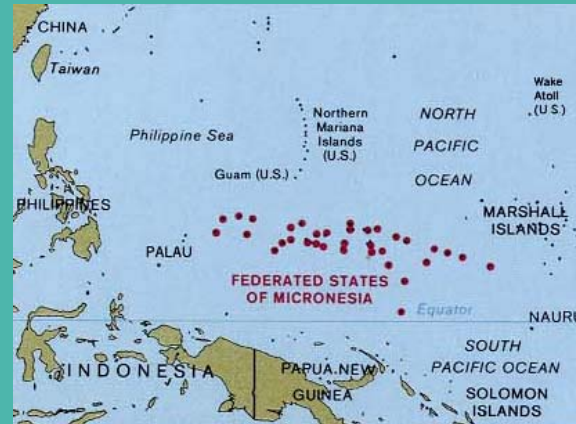 CHINA
Taiwan
Philippine Sea
Northern
Mariana
Islands
(U.S.)
Guam (U.S.)
NORTH
PACIFIC
OCEAN
Wake
Atoll
(U.S.)
PHILIPPINES
MARSHALL
ISLANDS
PALAU
FEDERATED STATES
OF MICRONESIA
Equator
NAURU
INDONESIA
PAPUA NEW
GUINEA
SOUTH
PACIFIC OCEAN
SOLOMON
ISLANDS